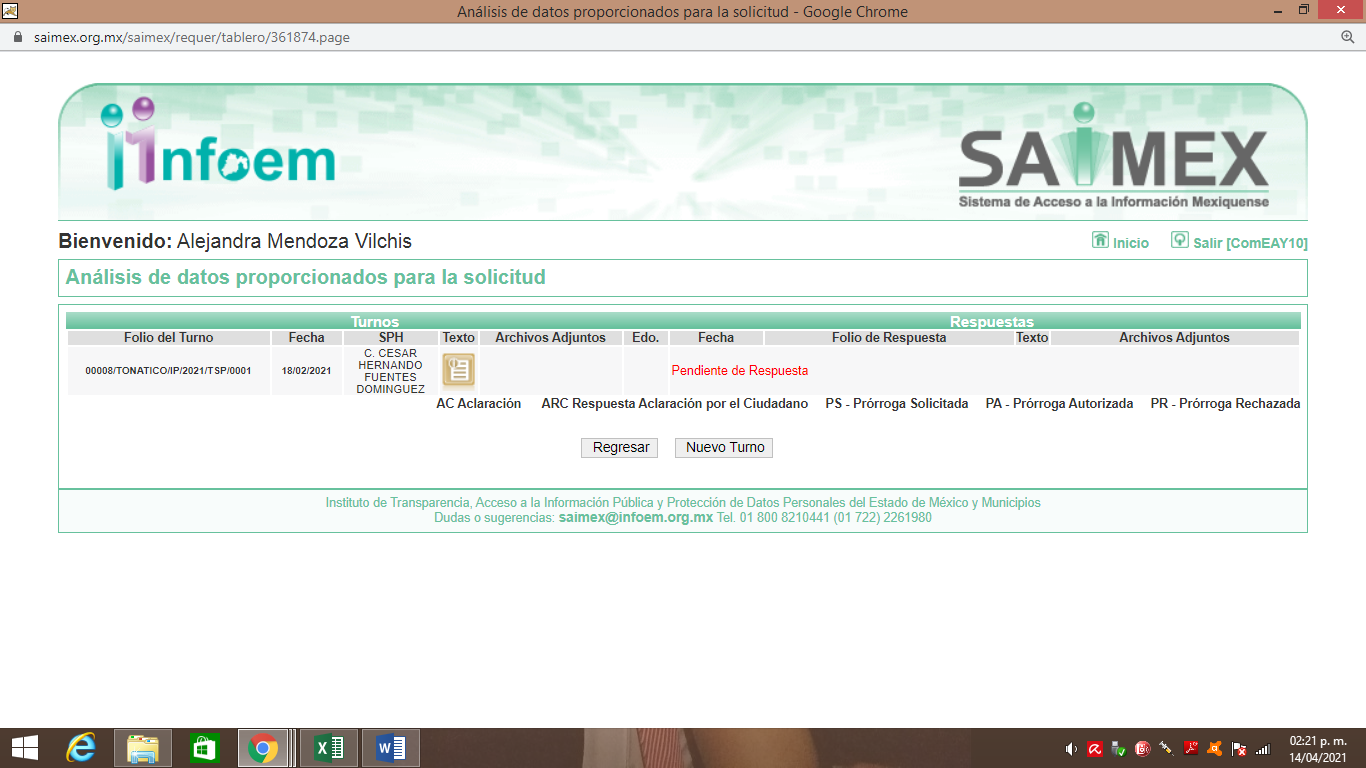 Análisis de datos proporcionados para la solicitud - Google Chrome
saimex.org.mx/saimex/requer/tablero/361874.page
infoem
SAIMEX
Sistema de Acceso a la Información Mexiquense
Bienvenido: Alejandra Mendoza Vilchis
Inicio
Salir [ComEAY10]
Análisis de datos proporcionados para la solicitud
Turnos
Respuestas
Folio del Turno
Fecha
SPH
Texto
Archivos Adjuntos
Edo.
Fecha
Folio de Respuesta
Texto
Archivos Adjuntos
00008/TONATICO/IP/2021/TSP/0001
18/02/2021
C. CESAR
HERNANDO
FUENTES
DOMINGUEZ
Pendiente de Respuesta
AC Aclaración
ARC Respuesta Aclaración por el Ciudadano
PS - Prórroga Solicitada
PA - Prórroga Autorizada
PR - Prórroga Rechazada
Regresar
Nuevo Turno
Instituto de Transparencia, Acceso a la Información Pública y Protección de Datos Personales del Estado de México y Municipios
Dudas o sugerencias: saimex@infoem.org.mx Tel. 01 800 8210441 (01 722) 2261980
02:21 p. m.
14/04/2021